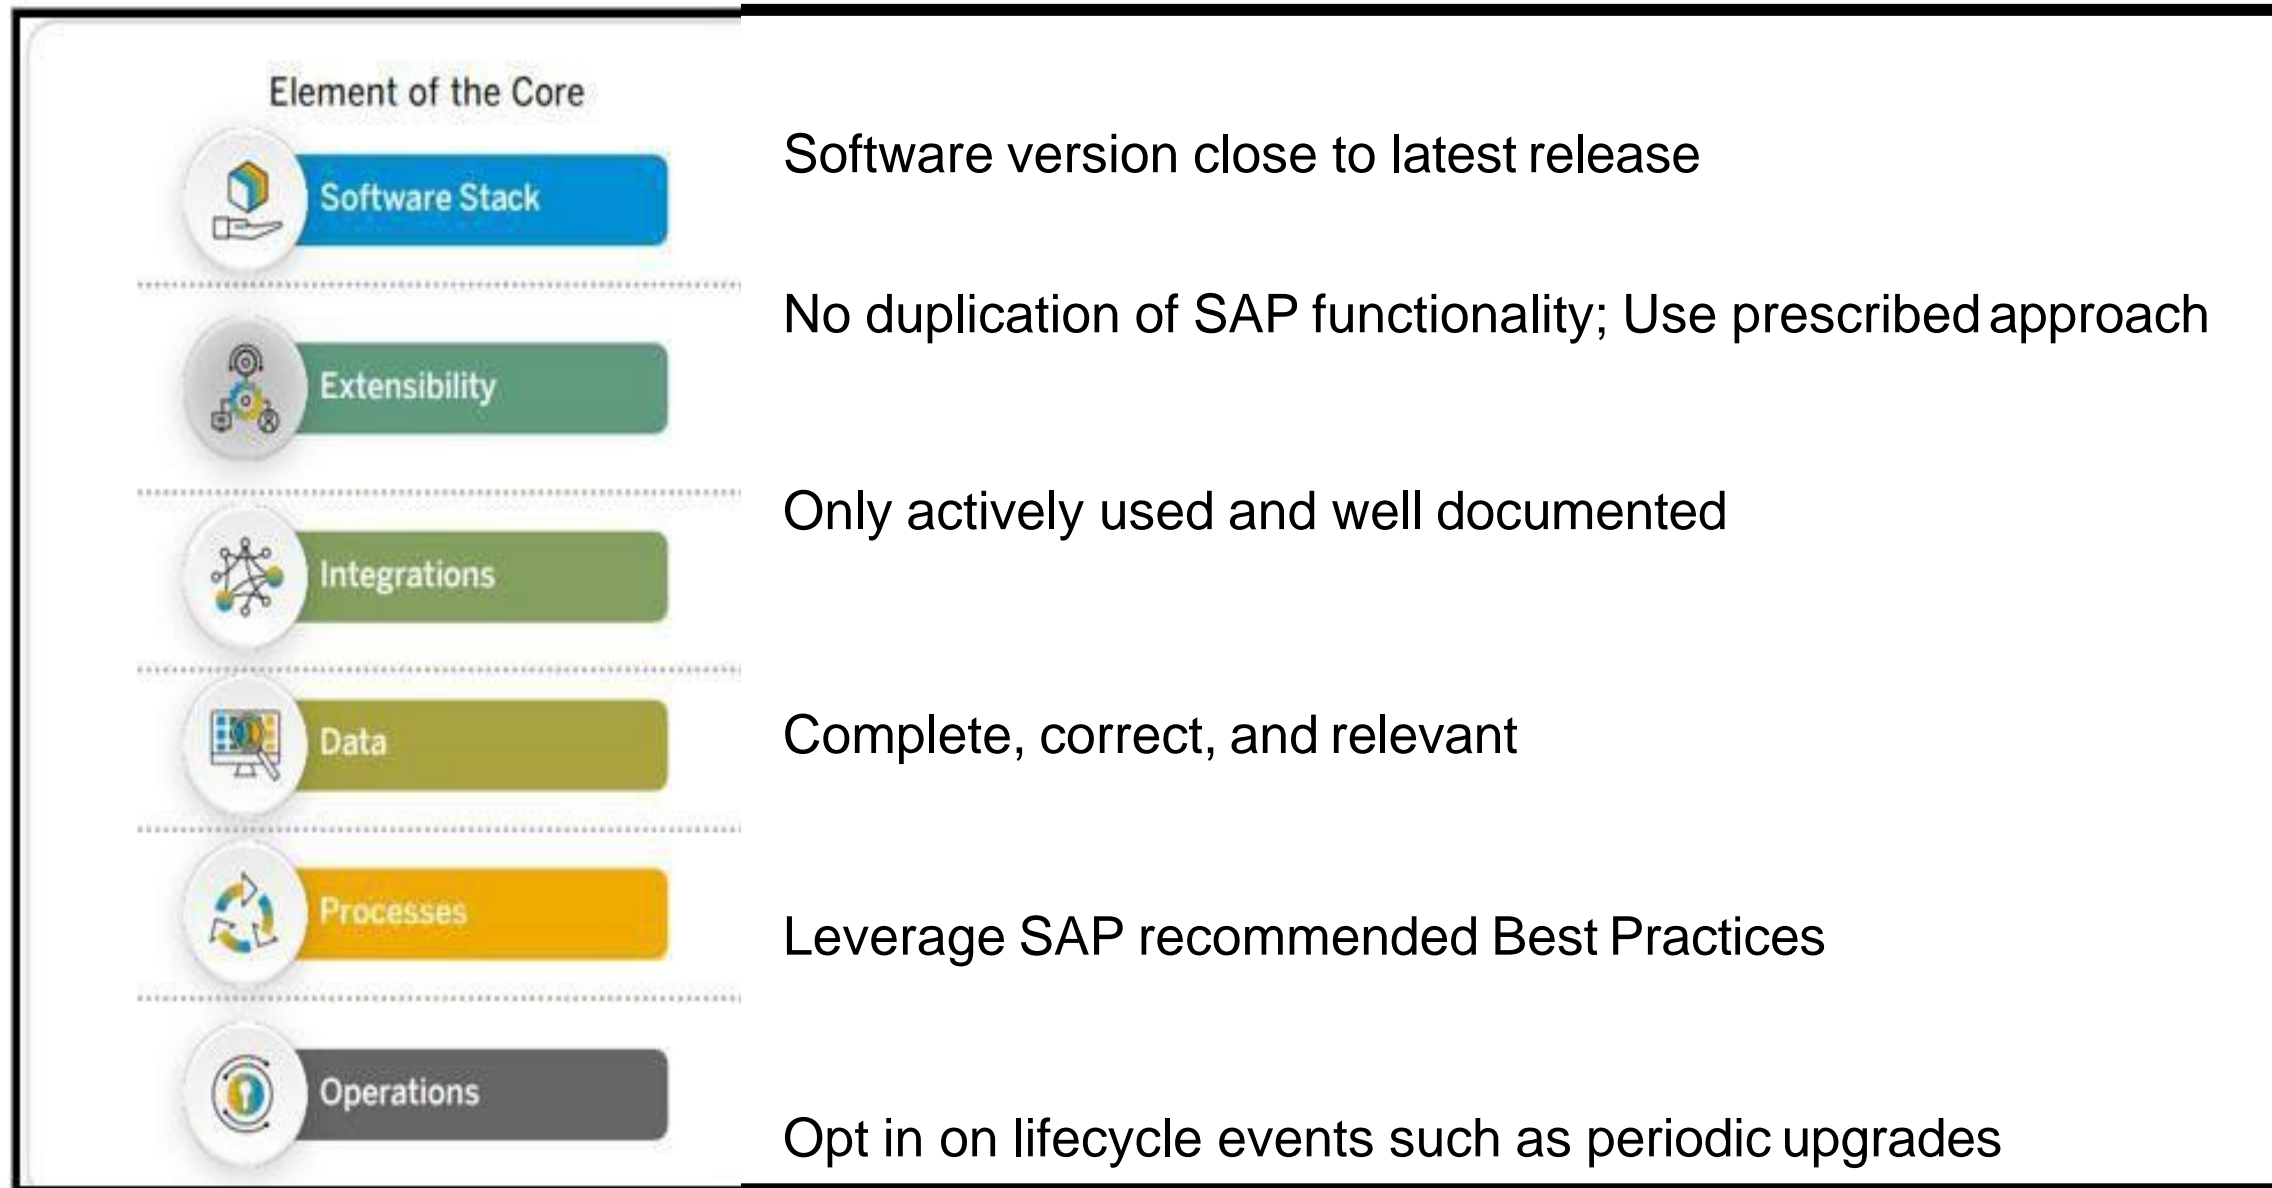 Element of the Core
Software Stack
Software version close to latest release
Extensibility
No duplication of SAP functionality; Use prescribed approach
Integrations
Only actively used and well documented
Data
Complete, correct, and relevant
Processes
Leverage SAP recommended Best Practices
Operations
Opt in on lifecycle events such as periodic upgrades